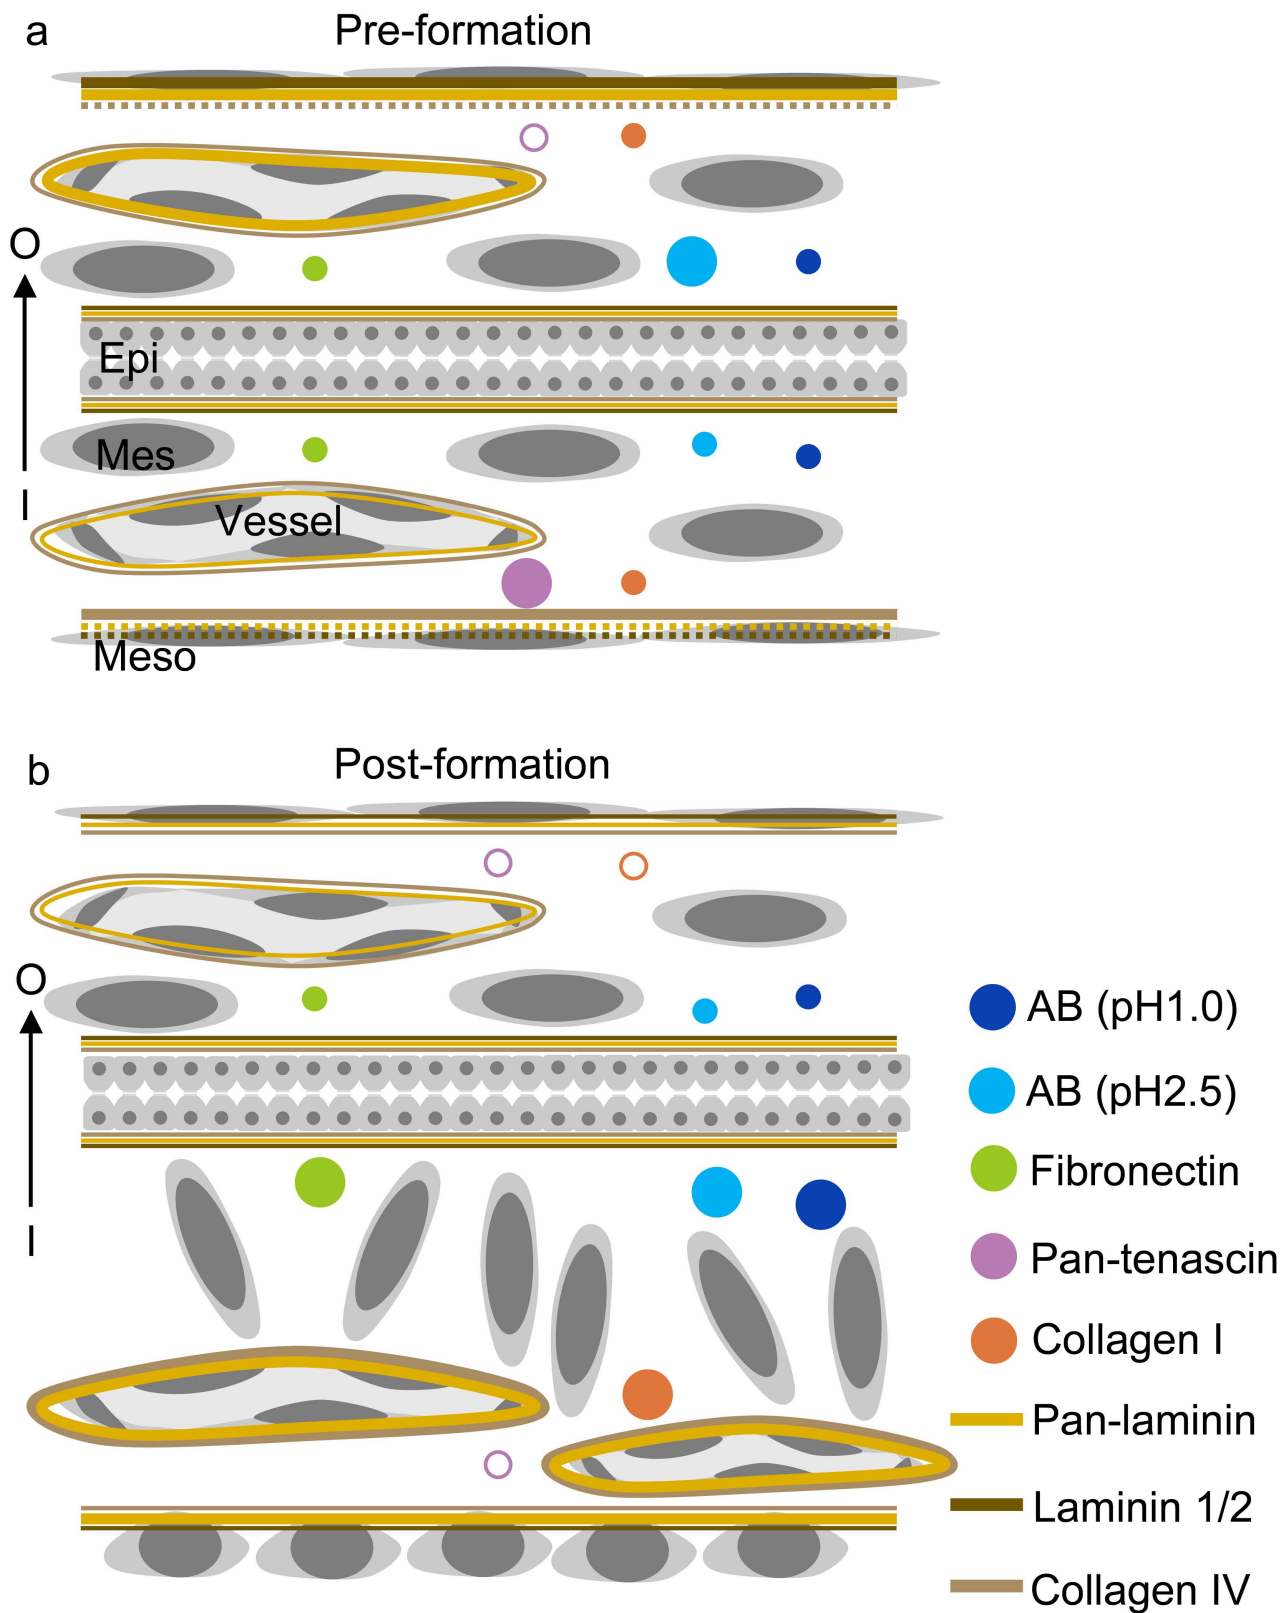 a
Pre-formation
O
Epi
Mes
I
Vessel
Meso
b
Post-formation
O
I
AB (pH1.0)
AB (pH2.5)
Fibronectin
Pan-tenascin
Collagen I
Pan-laminin
Laminin 1/2
Collagen IV